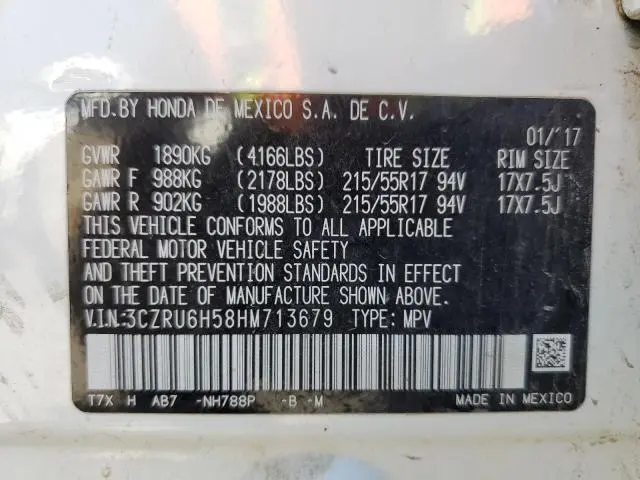 MFD. BY HONDA DE MEXICO S.A. DE C.V.
01/'17
GVWR 1890KG (4166LBS) TIRE SIZE RIM SIZE
GAWR F 988KG (2178LBS) 215/55R17 94V 17X7.5J
GAWR R 902KG (1988LBS) 215/55R17 94V 17X7.5J
THIS VEHICLE CONFORMS TO ALL APPLICABLE
FEDERAL MOTOR VEHICLE SAFETY
AND THEFT PREVENTION STANDARDS IN EFFECT
ON THE DATE OF MANUFACTURE SHOWN ABOVE.
V.I.N:3CZRU6H58HM713679 TYPE: MPV
T7X H AB7 -NH788P -B -M
MADE IN MEXICO